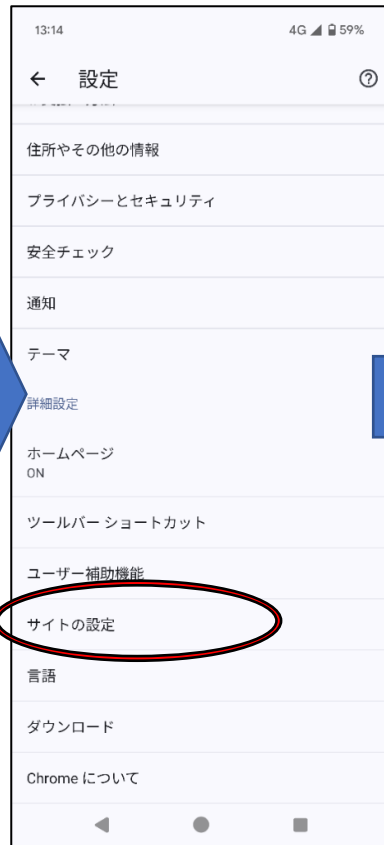 13:14 4G 59%
設定
住所やその他の情報
プライバシーとセキュリティ
安全チェック
通知
テーマ
詳細設定
ホームページ
ON
ツールバー ショートカット
ユーザー補助機能
サイトの設定
言語
ダウンロード
Chrome について